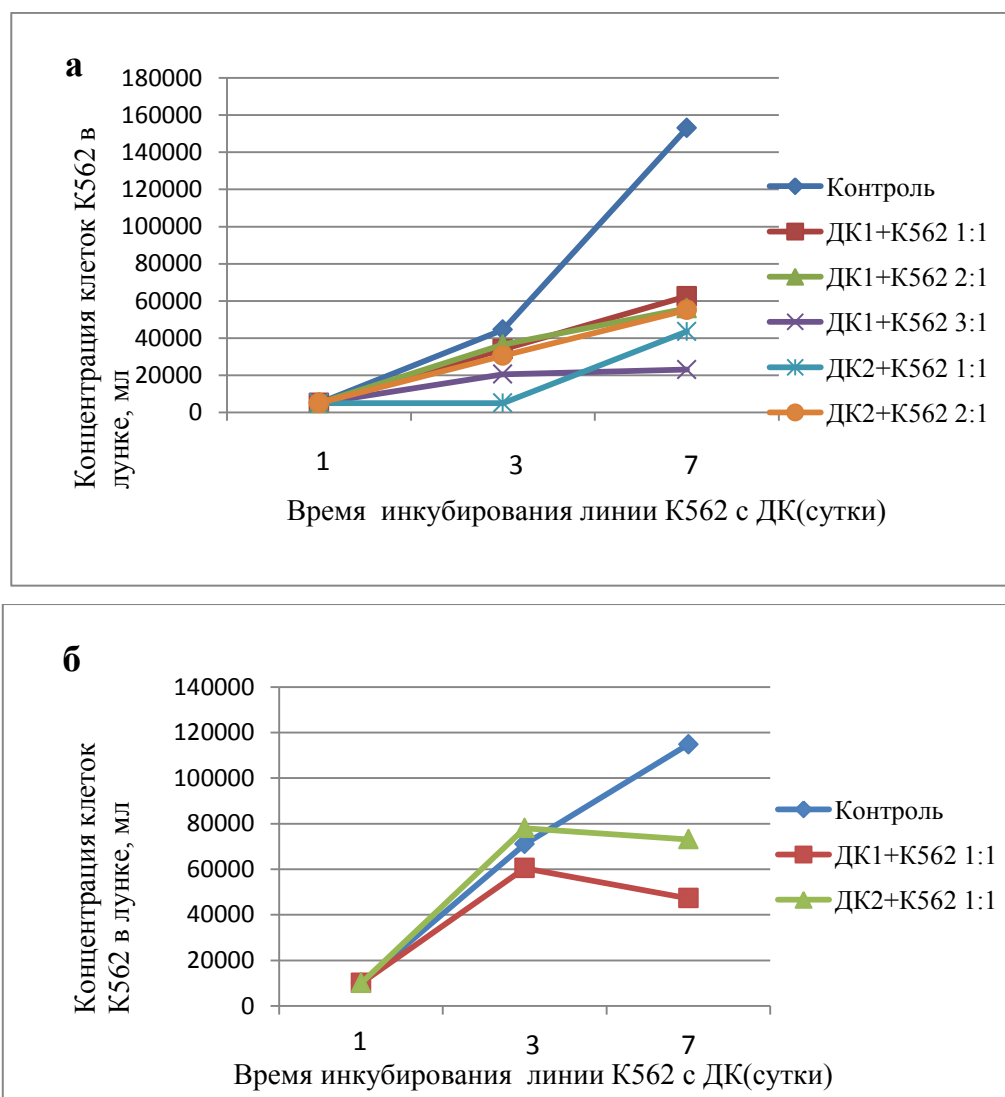 а
Концентрация клеток К562 в
лунке, мл
180000
160000
140000
120000
100000
80000
60000
40000
20000
0
1
3
7
Время инкубирования линии К562 с ДК(сутки)
Контроль
ДК1+К562 1:1
ДК1+К562 2:1
ДК1+К562 3:1
ДК2+К562 1:1
ДК2+К562 2:1
б
Концентрация клеток
К562 в лунке, мл
140000
120000
100000
80000
60000
40000
20000
0
1
3
7
Время инкубирования линии К562 с ДК(сутки)
Контроль
ДК1+К562 1:1
ДК2+К562 1:1